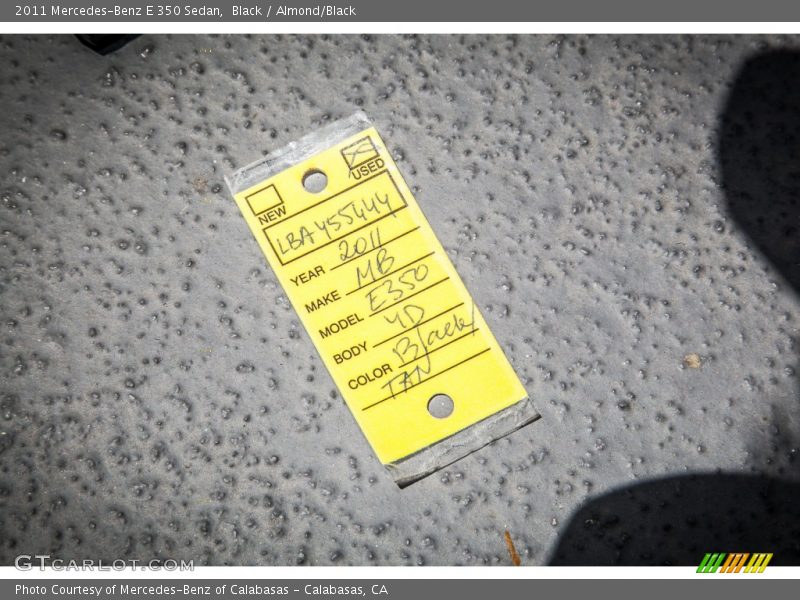 2011 Mercedes-Benz E 350 Sedan, Black / Almond/Black
USED
NEW
LBA455444
YEAR 2011
MAKE MB
MODEL E350
BODY 4D
COLOR Black/
TAN
GTCARLOT.COM
Photo Courtesy of Mercedes-Benz of Calabasas - Calabasas, CA